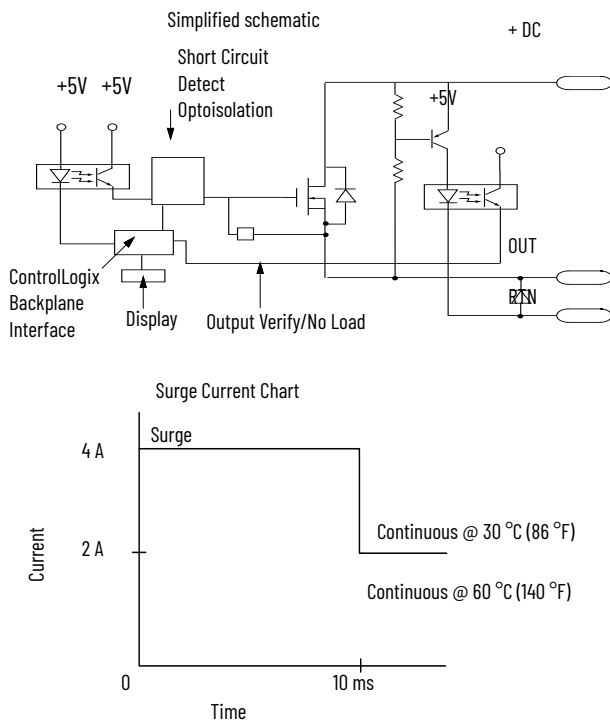 Simplified schematic
+ DC
Short Circuit
Detect
Optoisolation
+5V +5V
+5V
OUT
RTN
ControlLogix
Backplane
Interface
Display
Output Verify/No Load
Surge Current Chart
4 A
Surge
Continuous @ 30 °C (86 °F)
2 A
Current
Continuous @ 60 °C (140 °F)
0
10 ms
Time